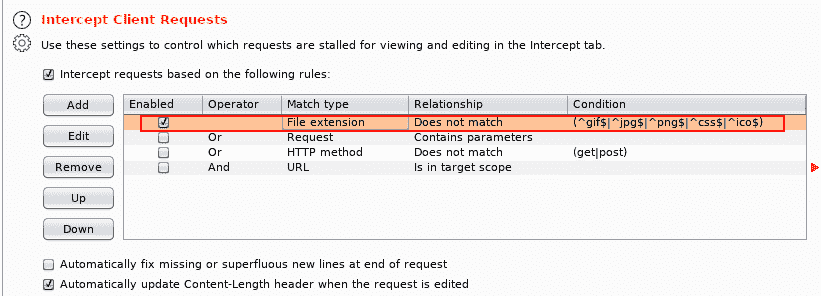 Intercept Client Requests
Use these settings to control which requests are stalled for viewing and editing in the Intercept tab.
Intercept requests based on the following rules:
Add
Edit
Remove
Up
Down
Enabled Operator Match type Relationship Condition
File extension Does not match (^gif$|^jpg$|^png$|^css$|^ico$)
Or Request Contains parameters
Or HTTP method Does not match (get|post)
And URL Is in target scope
Automatically fix missing or superfluous new lines at end of request
Automatically update Content-Length header when the request is edited